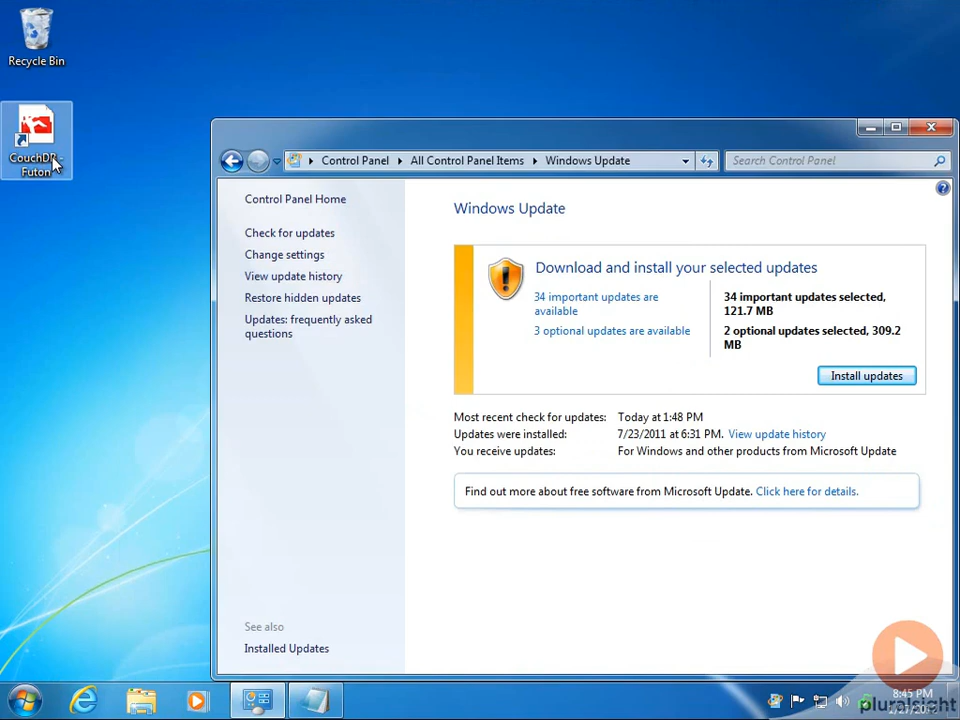 Recycle Bin
CouchDB -
Futon
Control Panel
All Control Panel Items
Windows Update
Search Control Panel
Control Panel Home
Check for updates
Change settings
View update history
Restore hidden updates
Updates: frequently asked
questions
See also
Installed Updates
Windows Update
Download and install your selected updates
34 important updates are
available
3 optional updates are available
34 important updates selected,
121.7 MB
2 optional updates selected, 309.2
MB
Install updates
Most recent check for updates: Today at 1:48 PM
Updates were installed: 7/23/2011 at 6:31 PM. View update history
You receive updates: For Windows and other products from Microsoft Update
Find out more about free software from Microsoft Update. Click here for details.
8:45 PM
pluralsight